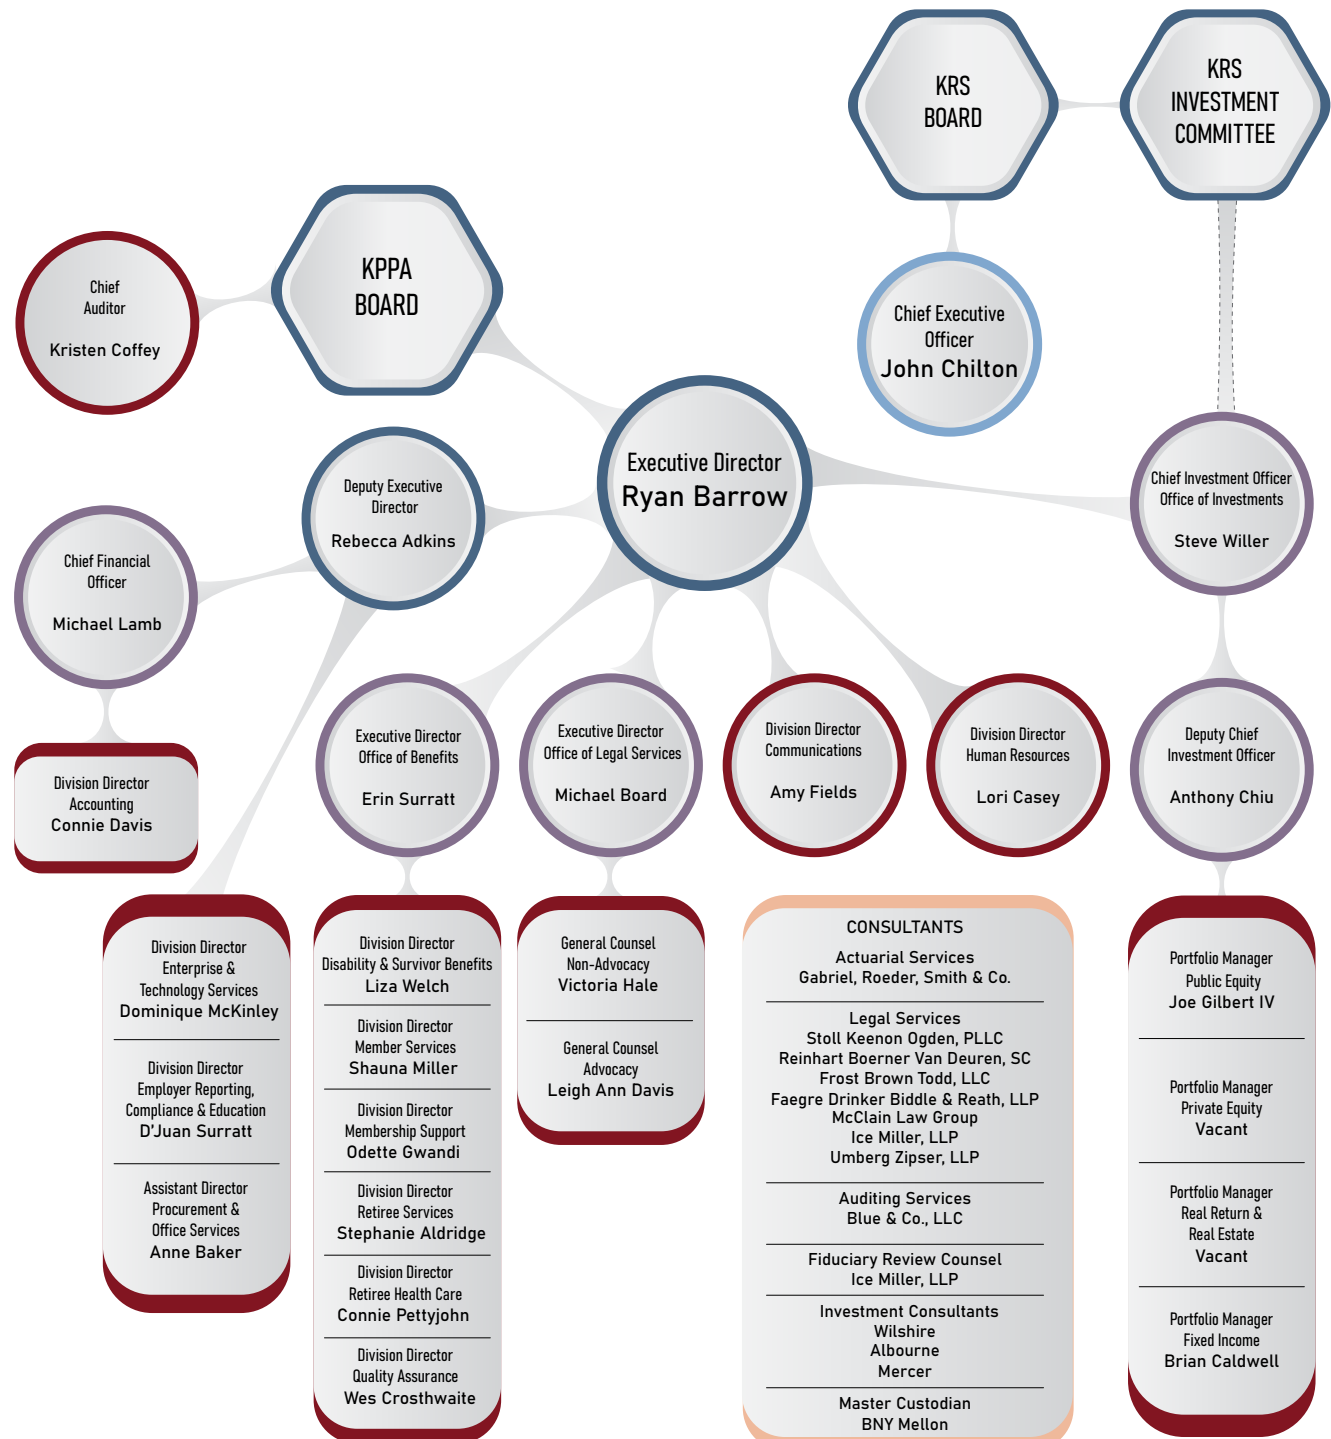 KRS
BOARD
KRS
INVESTMENT
COMMITTEE
KPPA
BOARD
Chief
Auditor
Kristen Coffey
Chief Executive
Officer
John Chilton
Executive Director
Ryan Barrow
Deputy Executive
Director
Rebecca Adkins
Chief Investment Officer
Office of Investments
Steve Willer
Chief Financial
Officer
Michael Lamb
Executive Director
Office of Benefits
Erin Surratt
Executive Director
Office of Legal Services
Michael Board
Division Director
Communications
Amy Fields
Division Director
Human Resources
Lori Casey
Deputy Chief
Investment Officer
Anthony Chiu
Division Director
Accounting
Connie Davis
Division Director
Enterprise &
Technology Services
Dominique McKinley
Division Director
Employer Reporting,
Compliance & Education
D'Juan Surratt
Assistant Director
Procurement &
Office Services
Anne Baker
Division Director
Disability & Survivor Benefits
Liza Welch
Division Director
Member Services
Shauna Miller
Division Director
Membership Support
Odette Gwandi
Division Director
Retiree Services
Stephanie Aldridge
Division Director
Retiree Health Care
Connie Pettyjohn
Division Director
Quality Assurance
Wes Crosthwaite
General Counsel
Non-Advocacy
Victoria Hale
General Counsel
Advocacy
Leigh Ann Davis
CONSULTANTS
Actuarial Services
Gabriel, Roeder, Smith & Co.
Legal Services
Stoll Keenon Ogden, PLLC
Reinhart Boerner Van Deuren, SC
Frost Brown Todd, LLC
Faegre Drinker Biddle & Reath, LLP
McClain Law Group
Ice Miller, LLP
Umberg Zipser, LLP
Auditing Services
Blue & Co., LLC
Fiduciary Review Counsel
Ice Miller, LLP
Investment Consultants
Wilshire
Albourne
Mercer
Master Custodian
BNY Mellon
Portfolio Manager
Public Equity
Joe Gilbert IV
Portfolio Manager
Private Equity
Vacant
Portfolio Manager
Real Return &
Real Estate
Vacant
Portfolio Manager
Fixed Income
Brian Caldwell